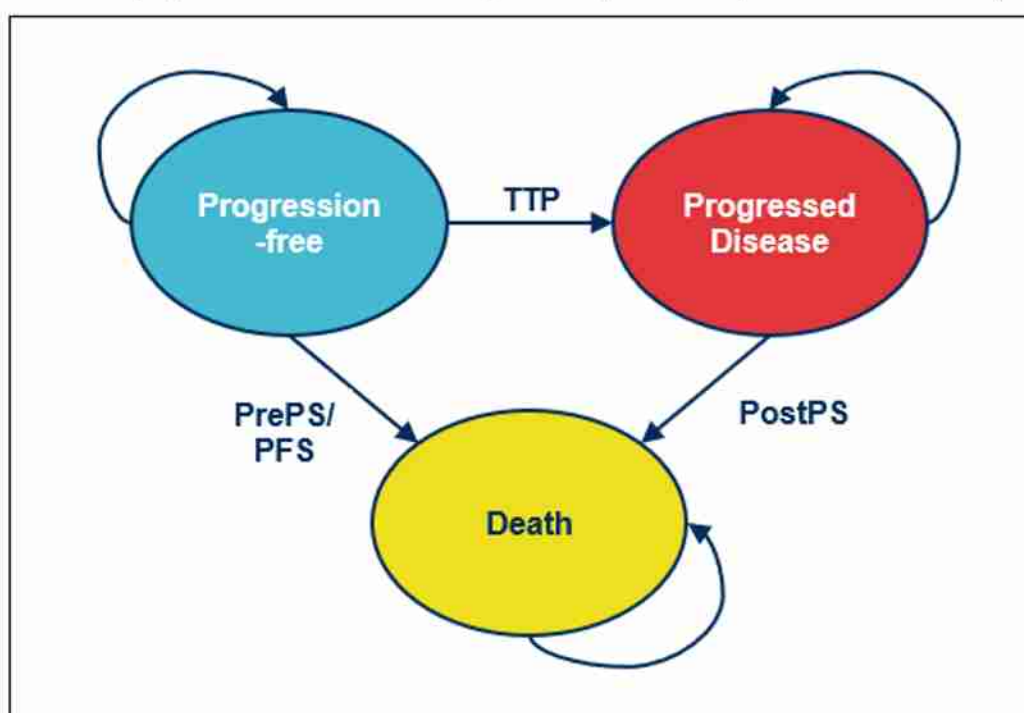 Progression
-free
TTP
Progressed
Disease
PrePS/
PFS
PostPS
Death